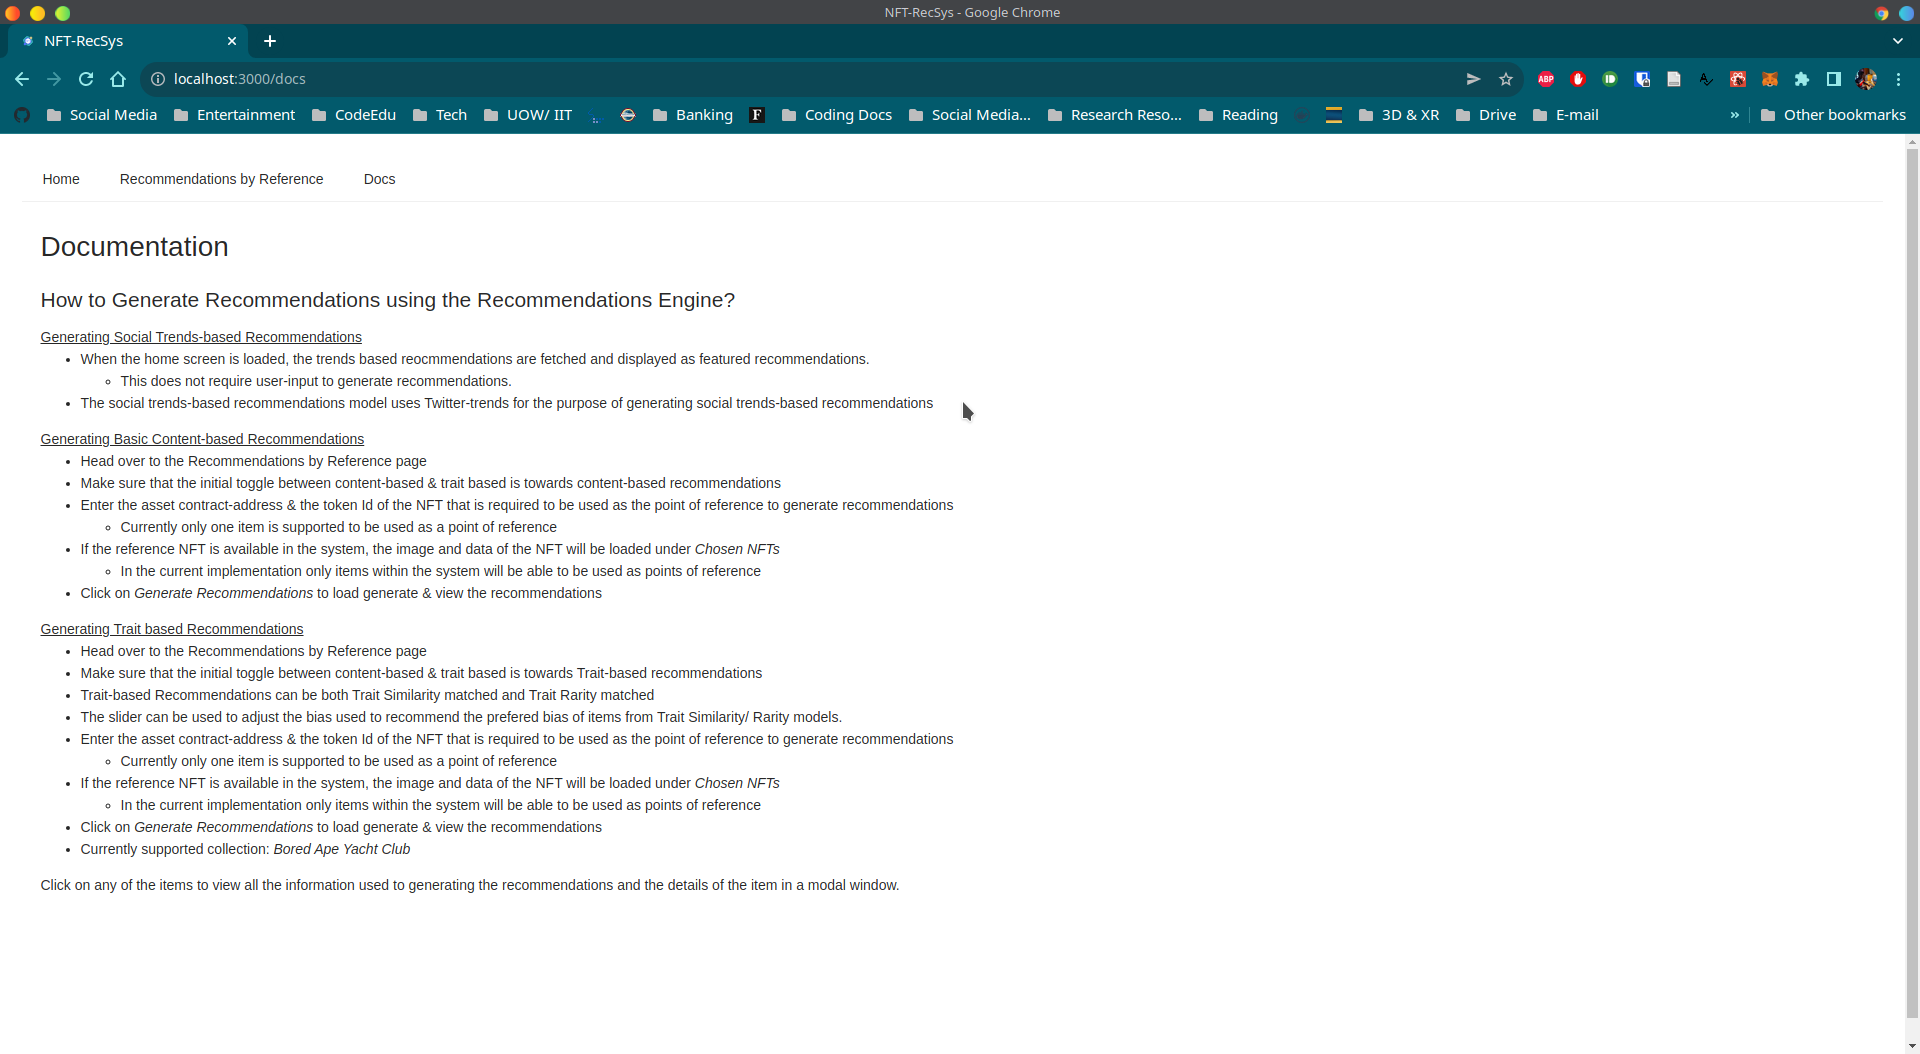 NFT-RecSys - Google Chrome
NFT-RecSys
localhost:3000/docs
ABP
Social Media
Entertainment
CodeEdu
Tech
UOW/ IIT
Banking
F
Coding Docs
Social Media...
Research Reso...
Reading
3D & XR
Drive
E-mail
»
Other bookmarks
Home Recommendations by Reference Docs
Documentation
How to Generate Recommendations using the Recommendations Engine?
Generating Social Trends-based Recommendations
• When the home screen is loaded, the trends based reocmmendations are fetched and displayed as featured recommendations.
◦ This does not require user-input to generate recommendations.
• The social trends-based recommendations model uses Twitter-trends for the purpose of generating social trends-based recommendations
Generating Basic Content-based Recommendations
• Head over to the Recommendations by Reference page
• Make sure that the initial toggle between content-based & trait based is towards content-based recommendations
• Enter the asset contract-address & the token Id of the NFT that is required to be used as the point of reference to generate recommendations
◦ Currently only one item is supported to be used as a point of reference
• If the reference NFT is available in the system, the image and data of the NFT will be loaded under Chosen NFTs
◦ In the current implementation only items within the system will be able to be used as points of reference
• Click on Generate Recommendations to load generate & view the recommendations
Generating Trait based Recommendations
• Head over to the Recommendations by Reference page
• Make sure that the initial toggle between content-based & trait based is towards Trait-based recommendations
• Trait-based Recommendations can be both Trait Similarity matched and Trait Rarity matched
• The slider can be used to adjust the bias used to recommend the prefered bias of items from Trait Similarity/ Rarity models.
• Enter the asset contract-address & the token Id of the NFT that is required to be used as the point of reference to generate recommendations
◦ Currently only one item is supported to be used as a point of reference
• If the reference NFT is available in the system, the image and data of the NFT will be loaded under Chosen NFTs
◦ In the current implementation only items within the system will be able to be used as points of reference
• Click on Generate Recommendations to load generate & view the recommendations
• Currently supported collection: Bored Ape Yacht Club
Click on any of the items to view all the information used to generating the recommendations and the details of the item in a modal window.